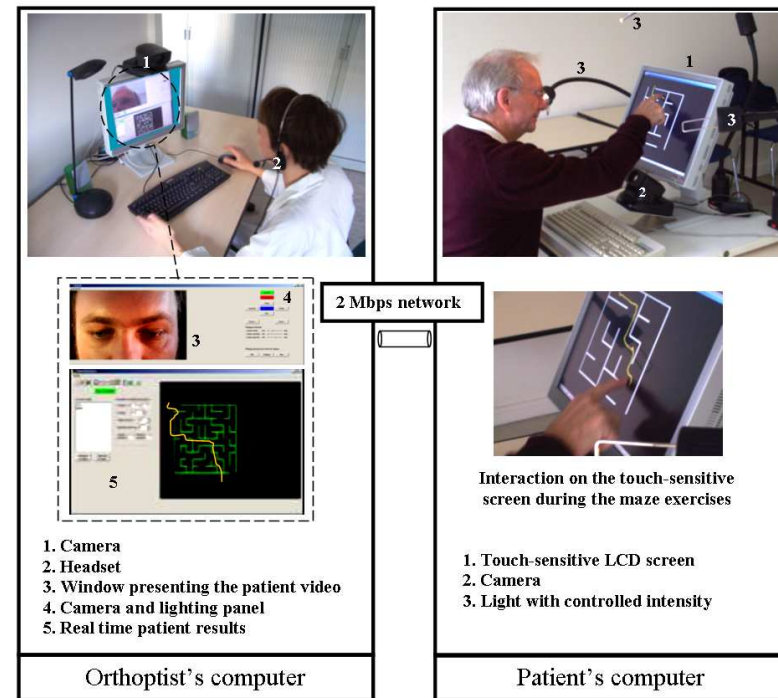 1
2
3
4
5
1. Camera
2. Headset
3. Window presenting the patient video
4. Camera and lighting panel
5. Real time patient results
Orthoptist's computer
2 Mbps network
3
1
3
3
2
Interaction on the touch-sensitive
screen during the maze exercises
1. Touch-sensitive LCD screen
2. Camera
3. Light with controlled intensity
Patient's computer